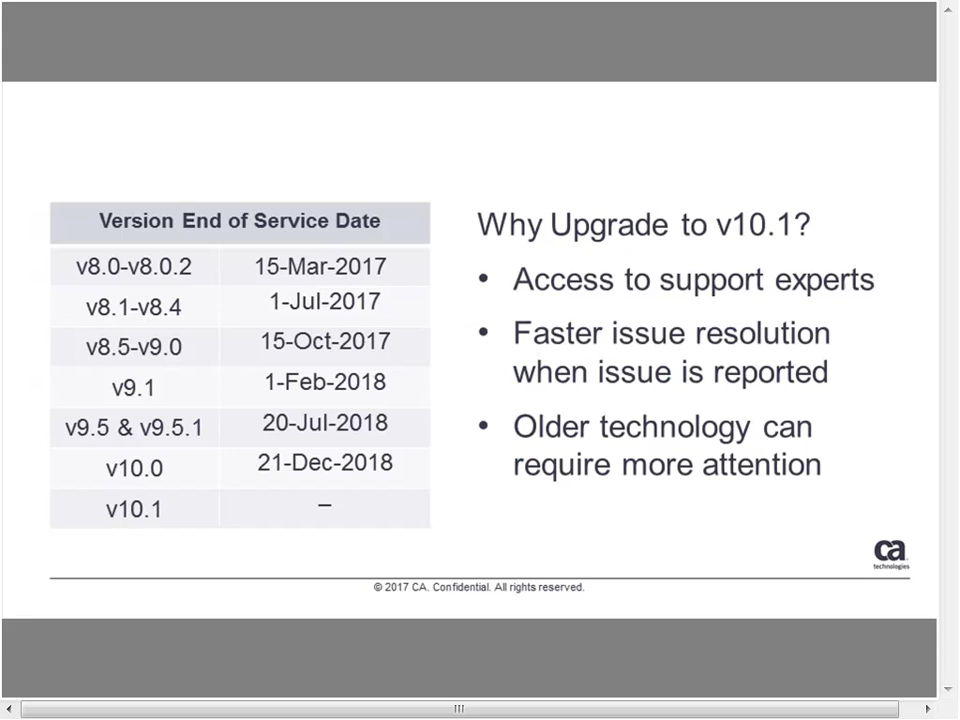 Version End of Service Date
v8.0-v8.0.2 15-Mar-2017
v8.1-v8.4 1-Jul-2017
v8.5-v9.0 15-Oct-2017
v9.1 1-Feb-2018
v9.5 & v9.5.1 20-Jul-2018
v10.0 21-Dec-2018
v10.1 –
Why Upgrade to v10.1?
• Access to support experts
• Faster issue resolution
when issue is reported
• Older technology can
require more attention
ca
technologies
© 2017 CA. Confidential. All rights reserved.